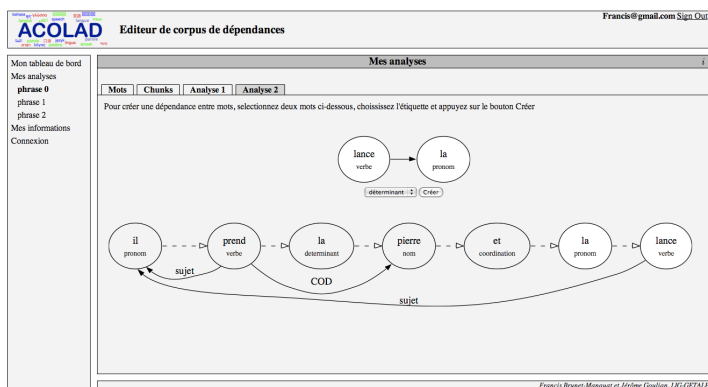 ACOLAD
Editeur de corpus de dépendances
Francis@gmail.com Sign Out
Mon tableau de bord
Mes analyses
phrase 0
phrase 1
phrase 2
Mes informations
Connexion
Mes analyses
i
Mots Chunks Analyse 1 Analyse 2
Pour créer une dépendance entre mots, selectionnez deux mots ci-dessous, choississez l'étiquette et appuyez sur le bouton Créer
lance la
verbe pronom
déterminant Créer
il prend la pierre et la lance
pronom verbe determinant nom coordination pronom verbe
sujet
COD
sujet
Francis Brunet-Manquat et Jérôme Goulian, LIG-GETALP